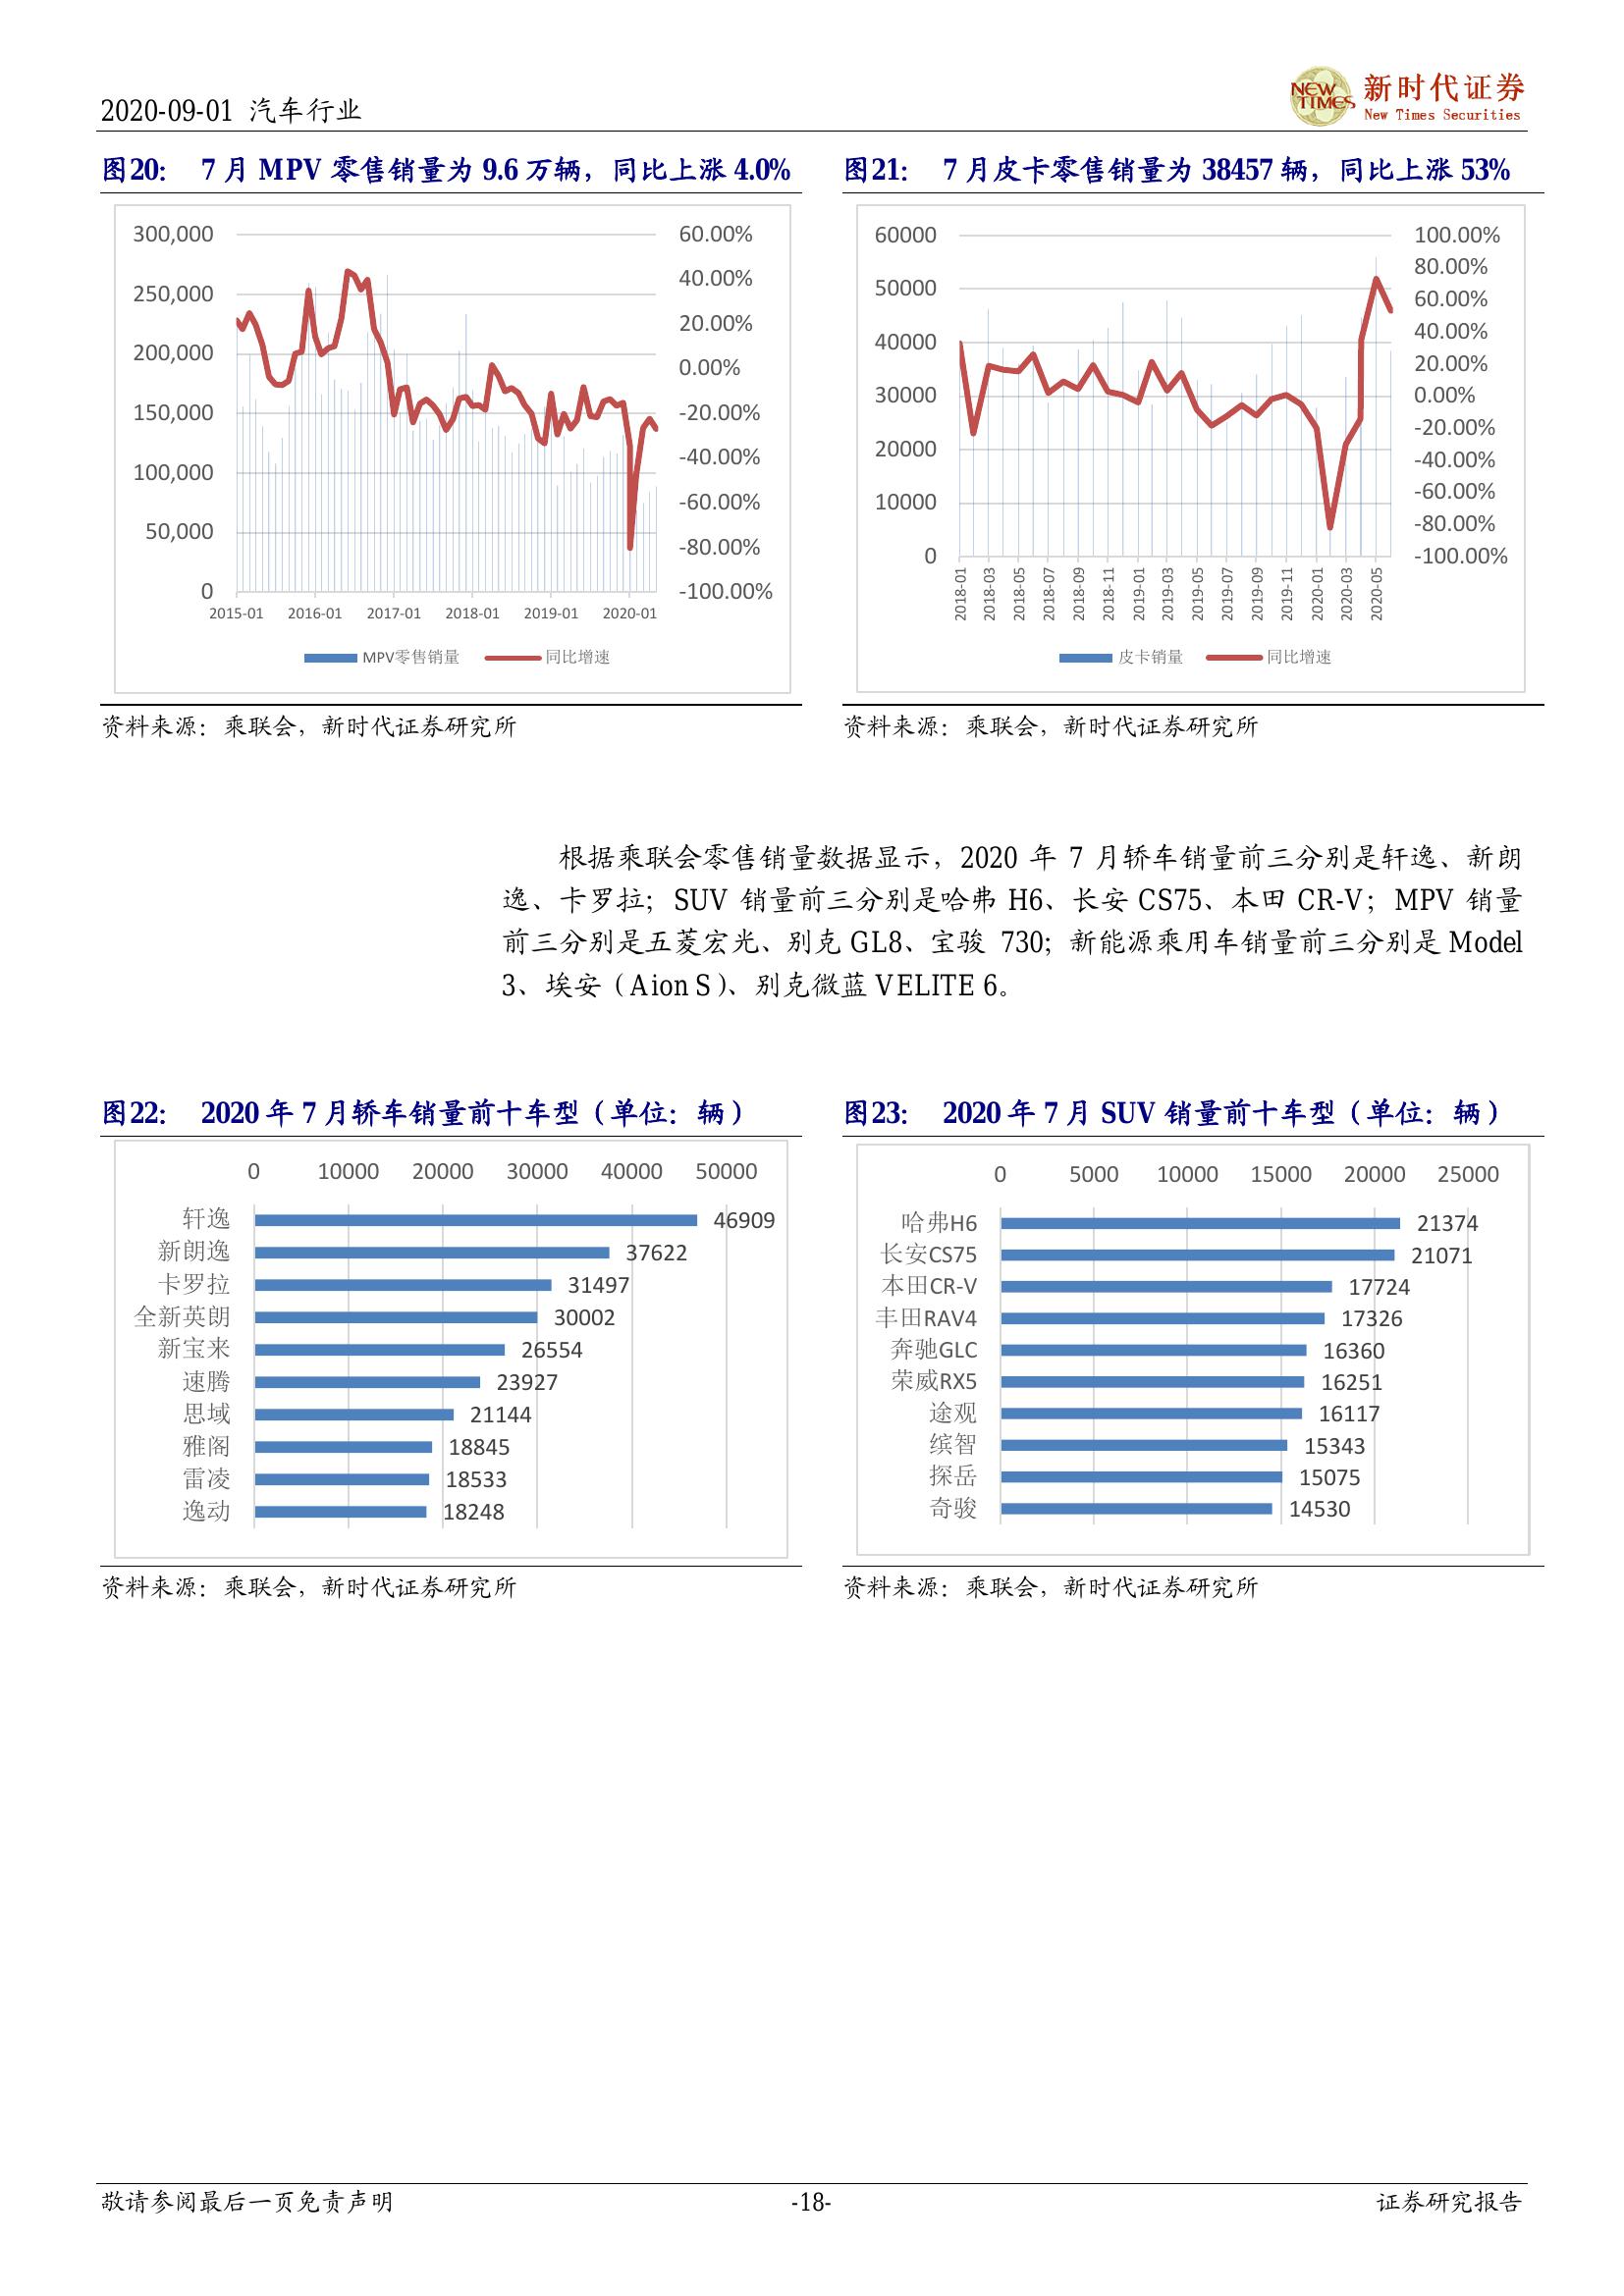 2020-09-01 汽车行业
NEW TIMES
新时代证券
New Times Securities
图20： 7 月 MPV 零售销量为 9.6 万辆，同比上涨 4.0%
300,000
250,000
200,000
150,000
100,000
50,000
0
60.00%
40.00%
20.00%
0.00%
-20.00%
-40.00%
-60.00%
-80.00%
-100.00%
2015-01 2016-01 2017-01 2018-01 2019-01 2020-01
MPV零售销量 同比增速
资料来源：乘联会，新时代证券研究所
图21： 7 月皮卡零售销量为 38457 辆，同比上涨 53%
60000
50000
40000
30000
20000
10000
0
100.00%
80.00%
60.00%
40.00%
20.00%
0.00%
-20.00%
-40.00%
-60.00%
-80.00%
-100.00%
2018-01 2018-03 2018-05 2018-07 2018-09 2018-11 2019-01 2019-03 2019-05 2019-07 2019-09 2019-11 2020-01 2020-03 2020-05
皮卡销量 同比增速
资料来源：乘联会，新时代证券研究所
根据乘联会零售销量数据显示，2020 年 7 月轿车销量前三分别是轩逸、新朗
逸、卡罗拉；SUV 销量前三分别是哈弗 H6、长安 CS75、本田 CR-V；MPV 销量
前三分别是五菱宏光、别克 GL8、宝骏 730；新能源乘用车销量前三分别是 Model
3、埃安（Aion S）、别克微蓝 VELITE 6。
图22： 2020 年 7 月轿车销量前十车型（单位：辆）
0 10000 20000 30000 40000 50000
轩逸 46909
新朗逸 37622
卡罗拉 31497
全新英朗 30002
新宝来 26554
速腾 23927
思域 21144
雅阁 18845
雷凌 18533
逸动 18248
资料来源：乘联会，新时代证券研究所
图23： 2020 年 7 月 SUV 销量前十车型（单位：辆）
0 5000 10000 15000 20000 25000
哈弗H6 21374
长安CS75 21071
本田CR-V 17724
丰田RAV4 17326
奔驰GLC 16360
荣威RX5 16251
途观 16117
缤智 15343
探岳 15075
奇骏 14530
资料来源：乘联会，新时代证券研究所
敬请参阅最后一页免责声明 -18- 证券研究报告